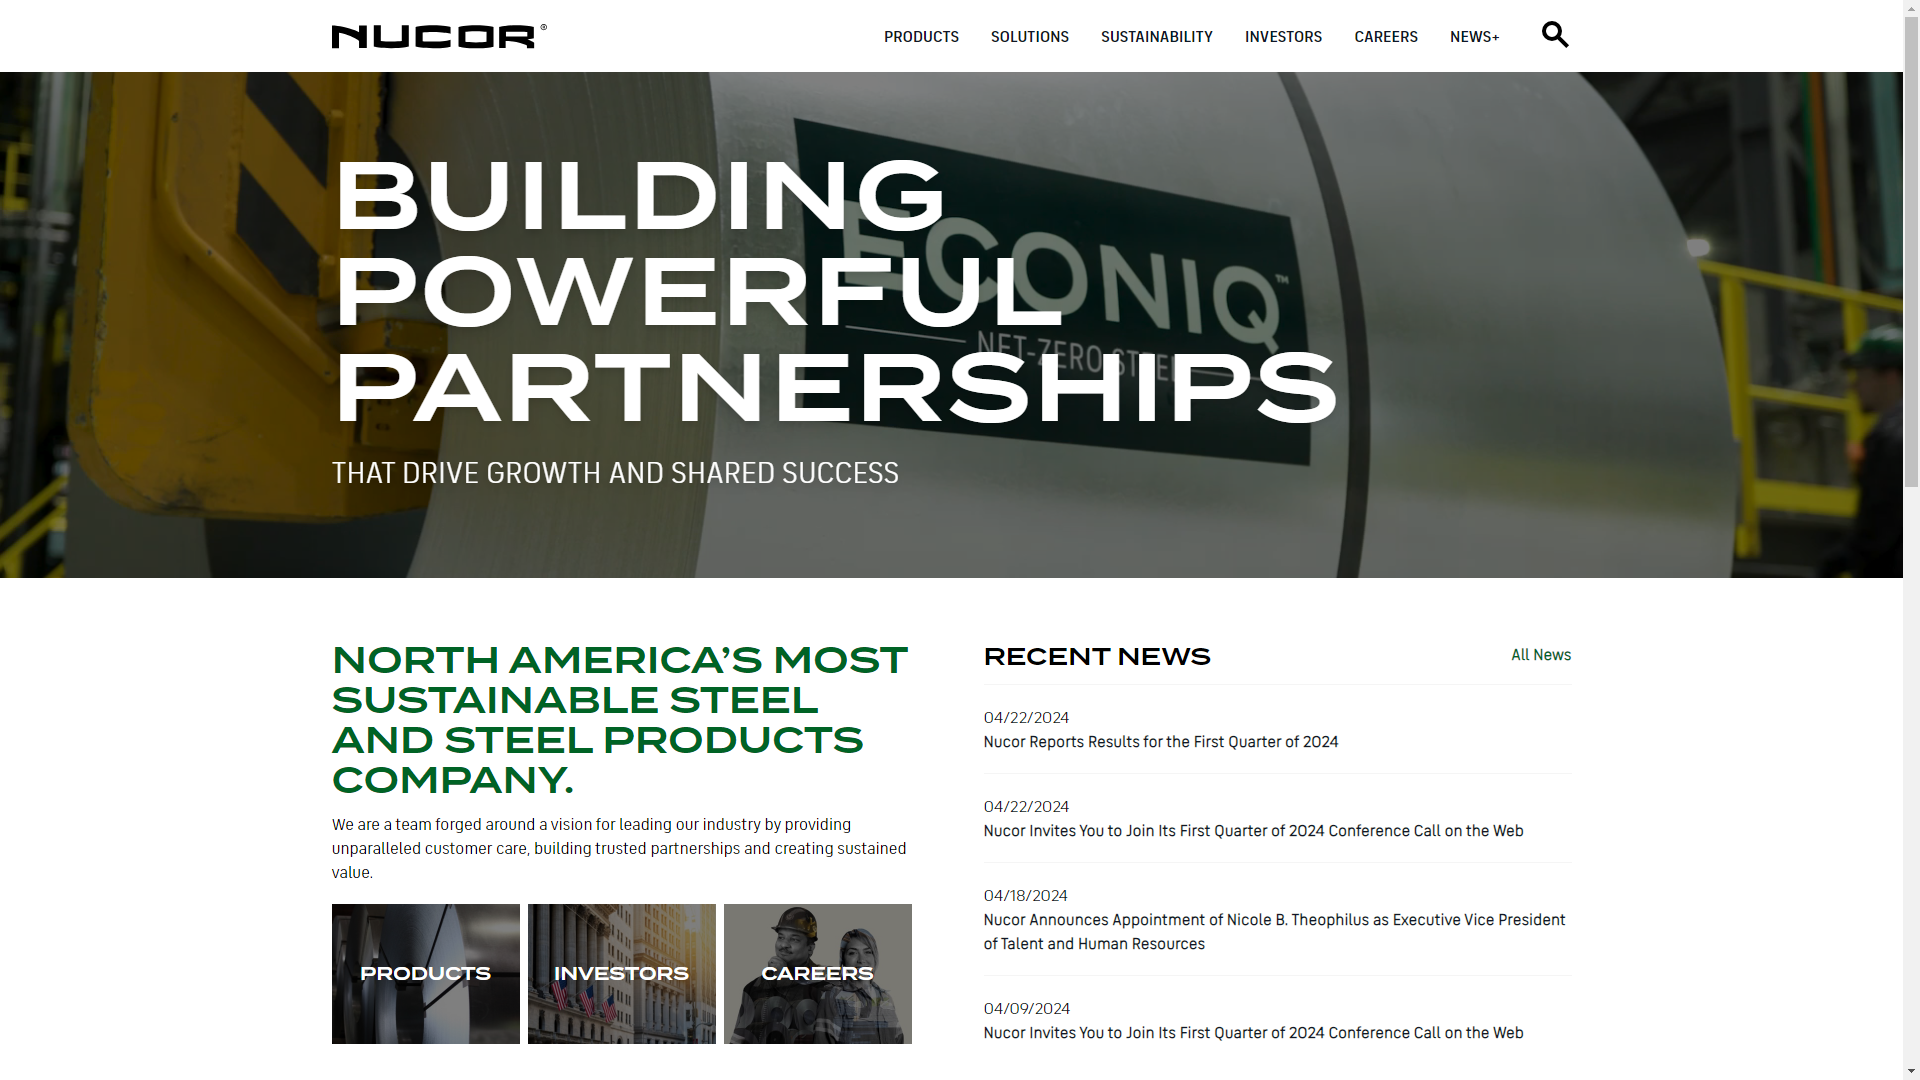 NUCOR®
PRODUCTS SOLUTIONS SUSTAINABILITY INVESTORS CAREERS NEWS+
BUILDING
POWERFUL
PARTNERSHIPS
ECONIQ™
NET-ZERO STEEL
THAT DRIVE GROWTH AND SHARED SUCCESS
NORTH AMERICA’S MOST
SUSTAINABLE STEEL
AND STEEL PRODUCTS
COMPANY.
We are a team forged around a vision for leading our industry by providing
unparalleled customer care, building trusted partnerships and creating sustained
value.
PRODUCTS
INVESTORS
CAREERS
RECENT NEWS
All News
04/22/2024
Nucor Reports Results for the First Quarter of 2024
04/22/2024
Nucor Invites You to Join Its First Quarter of 2024 Conference Call on the Web
04/18/2024
Nucor Announces Appointment of Nicole B. Theophilus as Executive Vice President
of Talent and Human Resources
04/09/2024
Nucor Invites You to Join Its First Quarter of 2024 Conference Call on the Web